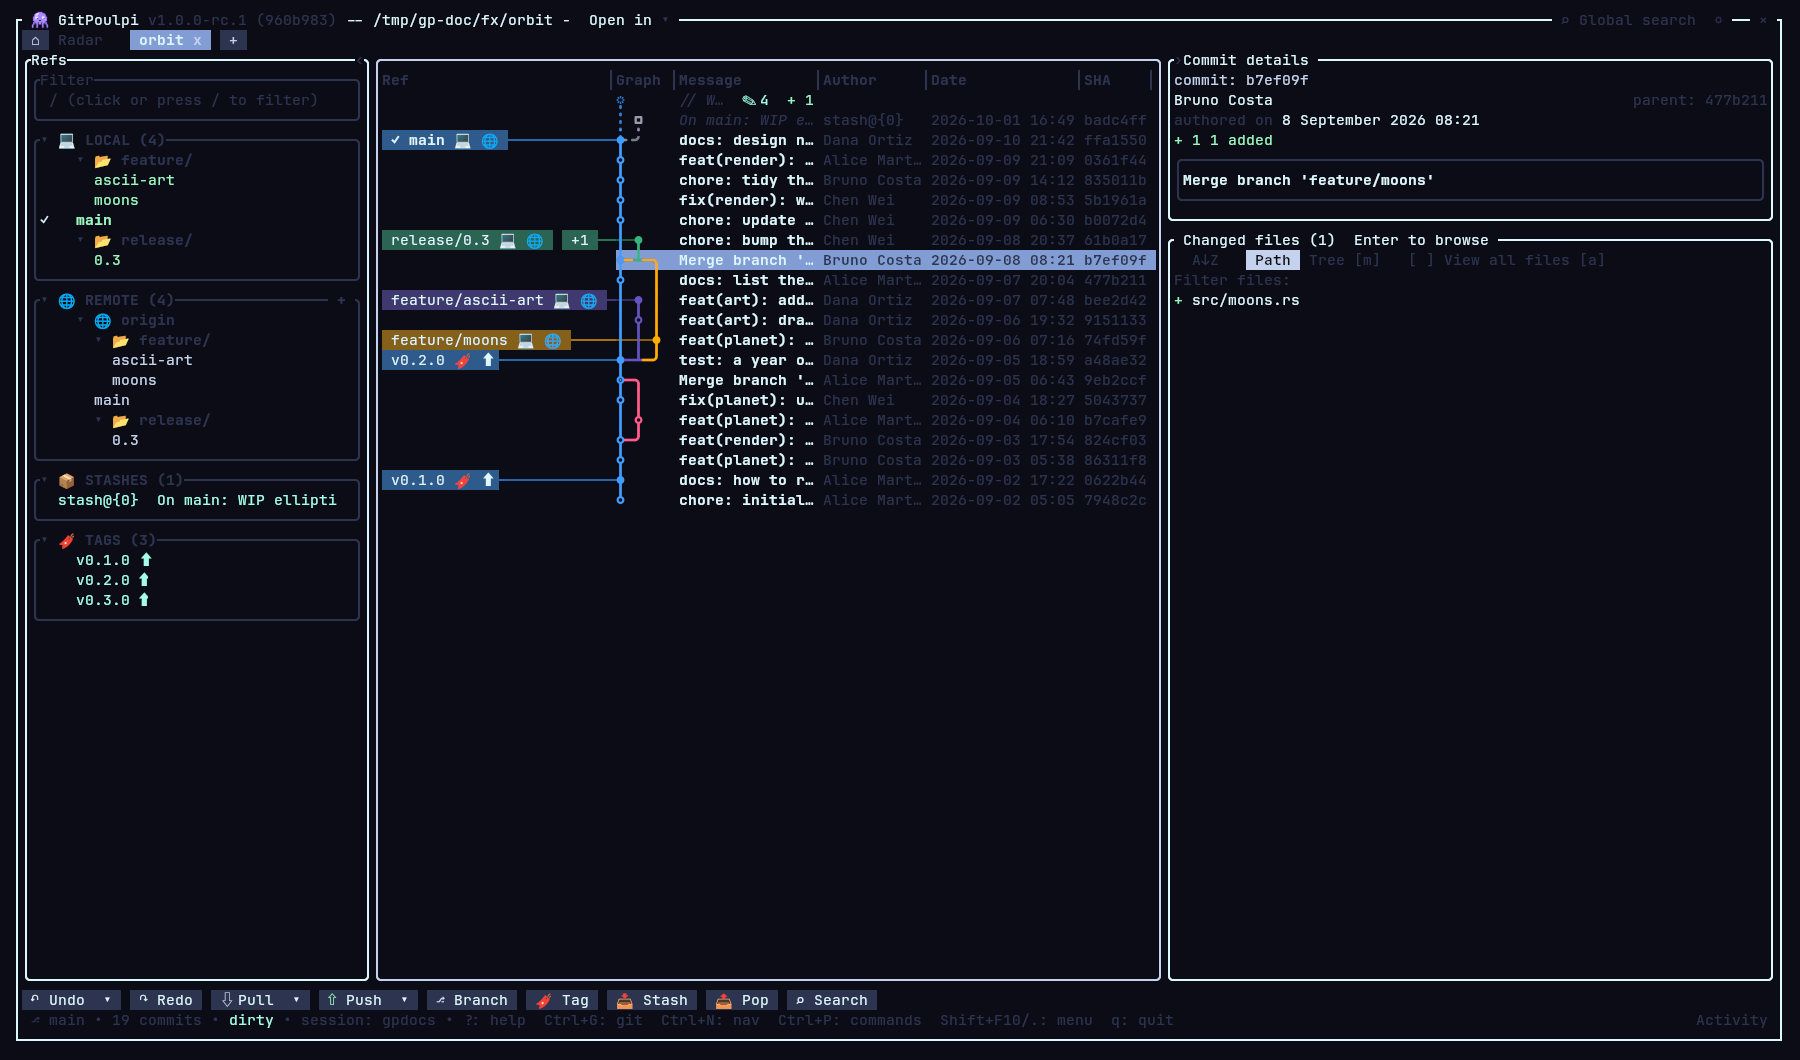 GitPoulpi v1.0.0-rc.1 (960b983) —— /tmp/gp-doc/fx/orbit - Open in ▾ ⌕ Global search ⚙ — ×
⌂ Radar orbit x +
Refs
Filter
/ (click or press / to filter)
LOCAL (4)
feature/
ascii-art
moons
✓ main
release/
0.3
REMOTE (4) +
origin
feature/
ascii-art
moons
main
release/
0.3
STASHES (1)
stash@{0} On main: WIP ellipti
TAGS (3)
v0.1.0 ⬆
v0.2.0 ⬆
v0.3.0 ⬆
Ref Graph Message Author Date SHA
// W… ✎ 4 + 1
On main: WIP e… stash@{0} 2026-10-01 16:49 badc4ff
✓ main docs: design n… Dana Ortiz 2026-09-10 21:42 ffa1550
feat(render): … Alice Mart… 2026-09-09 21:09 0361f44
chore: tidy th… Bruno Costa 2026-09-09 14:12 835011b
fix(render): w… Chen Wei 2026-09-09 08:53 5b1961a
chore: update … Chen Wei 2026-09-09 06:30 b0072d4
release/0.3 +1 chore: bump th… Chen Wei 2026-09-08 20:37 61b0a17
Merge branch '… Bruno Costa 2026-09-08 08:21 b7ef09f
docs: list the… Alice Mart… 2026-09-07 20:04 477b211
feature/ascii-art feat(art): add… Dana Ortiz 2026-09-07 07:48 bee2d42
feat(art): dra… Dana Ortiz 2026-09-06 19:32 9151133
feature/moons feat(planet): … Bruno Costa 2026-09-06 07:16 74fd59f
v0.2.0 ⬆ test: a year o… Dana Ortiz 2026-09-05 18:59 a48ae32
Merge branch '… Alice Mart… 2026-09-05 06:43 9eb2ccf
fix(planet): u… Chen Wei 2026-09-04 18:27 5043737
feat(planet): … Alice Mart… 2026-09-04 06:10 b7cafe9
feat(render): … Bruno Costa 2026-09-03 17:54 824cf03
feat(planet): … Bruno Costa 2026-09-03 05:38 86311f8
v0.1.0 ⬆ docs: how to r… Alice Mart… 2026-09-02 17:22 0622b44
chore: initial… Alice Mart… 2026-09-02 05:05 7948c2c
Commit details
commit: b7ef09f
Bruno Costa parent: 477b211
authored on 8 September 2026 08:21
+ 1 1 added
Merge branch 'feature/moons'
Changed files (1) Enter to browse
A↓Z Path Tree [m] [ ] View all files [a]
Filter files:
+ src/moons.rs
↶ Undo ▾ ↷ Redo ⇩ Pull ▾ ⇧ Push ▾ ⎇ Branch Tag Stash Pop ⌕ Search
⎇ main • 19 commits • dirty • session: gpdocs • ?: help Ctrl+G: git Ctrl+N: nav Ctrl+P: commands Shift+F10/.: menu q: quit Activity